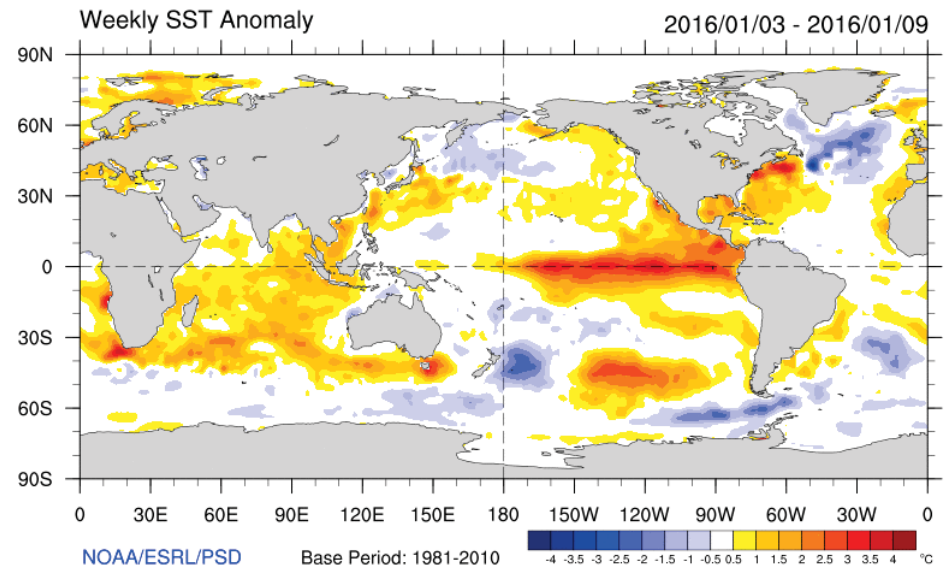 Weekly SST Anomaly 2016/01/03 - 2016/01/09
90N
60N
30N
0
30S
60S
90S
0 30E 60E 90E 120E 150E 180 150W 120W 90W 60W 30W 0
NOAA/ESRL/PSD Base Period: 1981-2010
-4 -3.5 -3 -2.5 -2 -1.5 -1 -0.5 0.5 1 1.5 2 2.5 3 3.5 4 °C